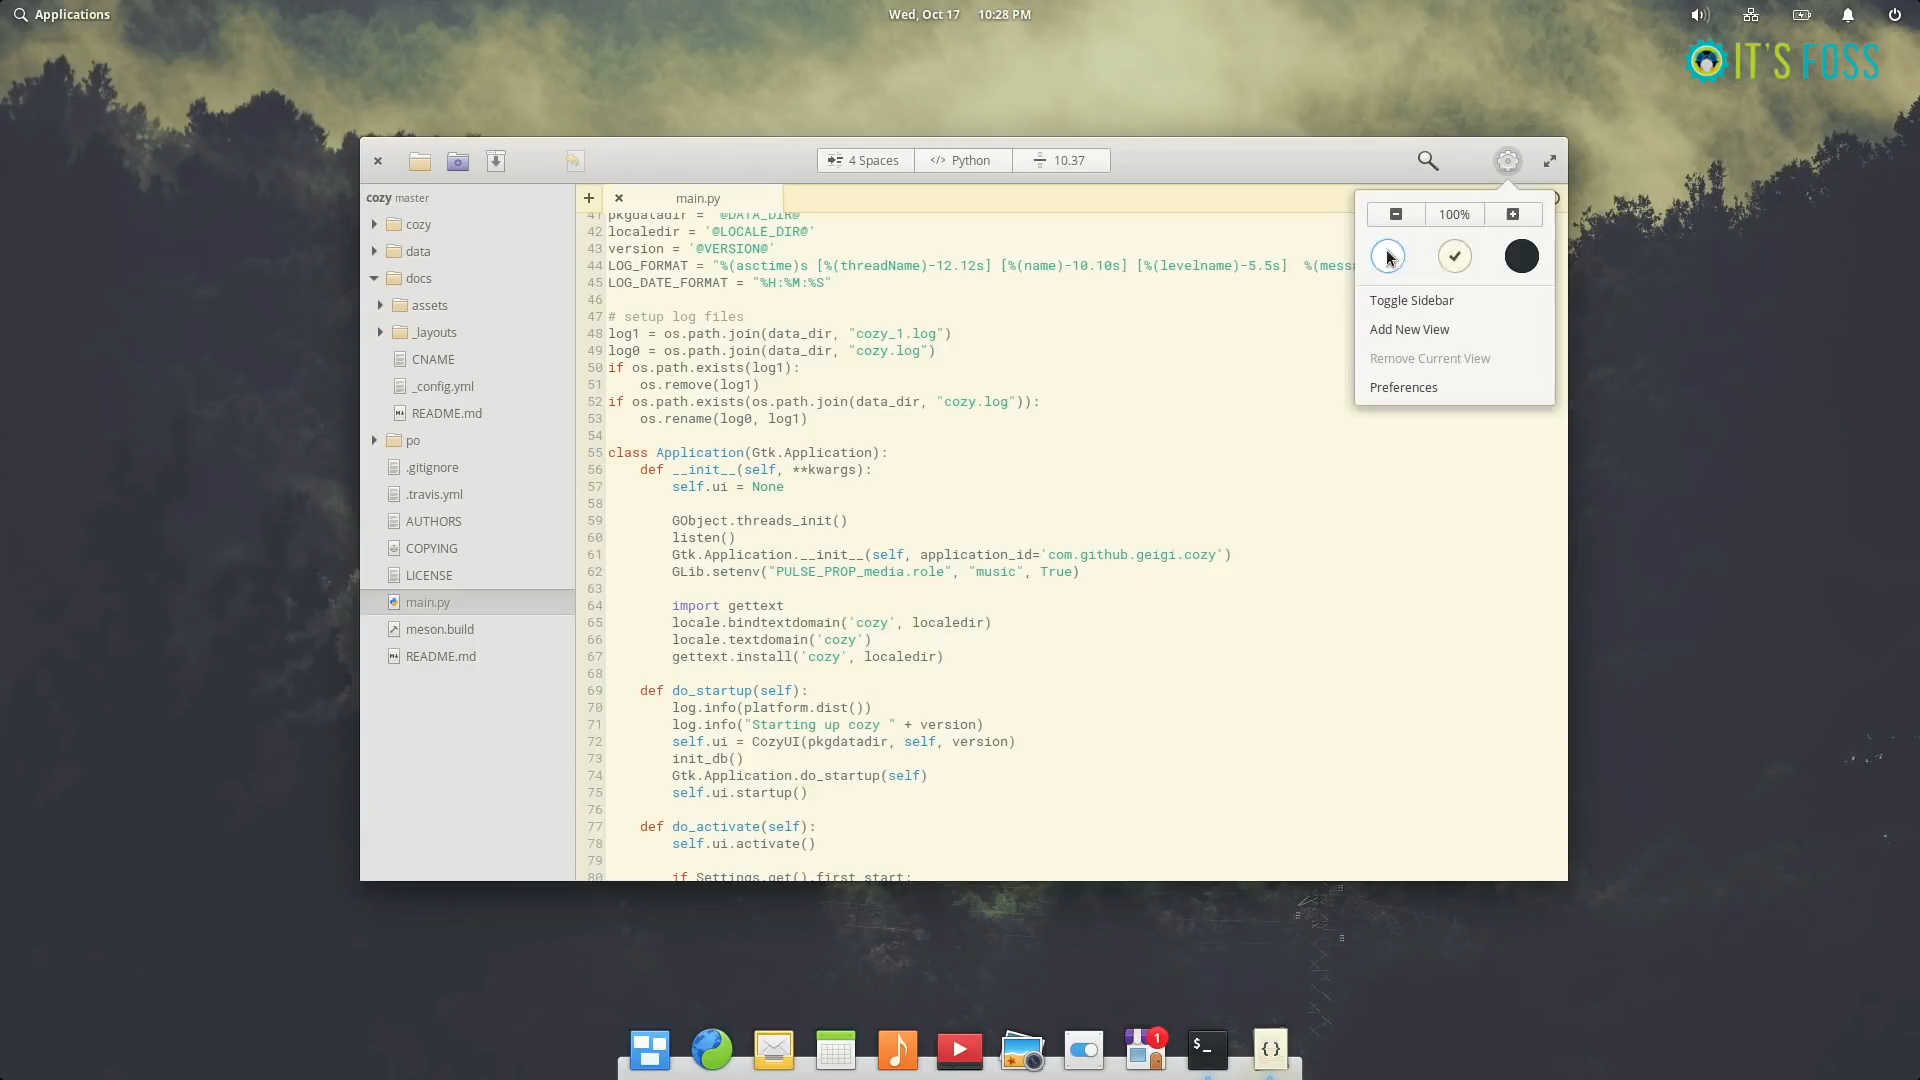 Applications
Wed, Oct 17 10:28 PM
IT'S FOSS
4 Spaces
</> Python
10.37
cozy master
cozy
data
docs
assets
_layouts
CNAME
_config.yml
README.md
po
.gitignore
.travis.yml
AUTHORS
COPYING
LICENSE
main.py
meson.build
README.md
main.py
41 pkgdatadir = '@DATA_DIR@'
42 localedir = '@LOCALE_DIR@'
43 version = '@VERSION@'
44 LOG_FORMAT = "%(asctime)s [%(threadName)-12.12s] [%(name)-10.10s] [%(levelname)-5.5s]  %(messa
45 LOG_DATE_FORMAT = "%H:%M:%S"
46
47 # setup log files
48 log1 = os.path.join(data_dir, "cozy_1.log")
49 log0 = os.path.join(data_dir, "cozy.log")
50 if os.path.exists(log1):
51     os.remove(log1)
52 if os.path.exists(os.path.join(data_dir, "cozy.log")):
53     os.rename(log0, log1)
54
55 class Application(Gtk.Application):
56     def __init__(self, **kwargs):
57         self.ui = None
58
59         GObject.threads_init()
60         listen()
61         Gtk.Application.__init__(self, application_id='com.github.geigi.cozy')
62         GLib.setenv("PULSE_PROP_media.role", "music", True)
63
64         import gettext
65         locale.bindtextdomain('cozy', localedir)
66         locale.textdomain('cozy')
67         gettext.install('cozy', localedir)
68
69     def do_startup(self):
70         log.info(platform.dist())
71         log.info("Starting up cozy " + version)
72         self.ui = CozyUI(pkgdatadir, self, version)
73         init_db()
74         Gtk.Application.do_startup(self)
75         self.ui.startup()
76
77     def do_activate(self):
78         self.ui.activate()
79
80         if Settings.get().first_start:
100%
Toggle Sidebar
Add New View
Remove Current View
Preferences
1
$_
{ }